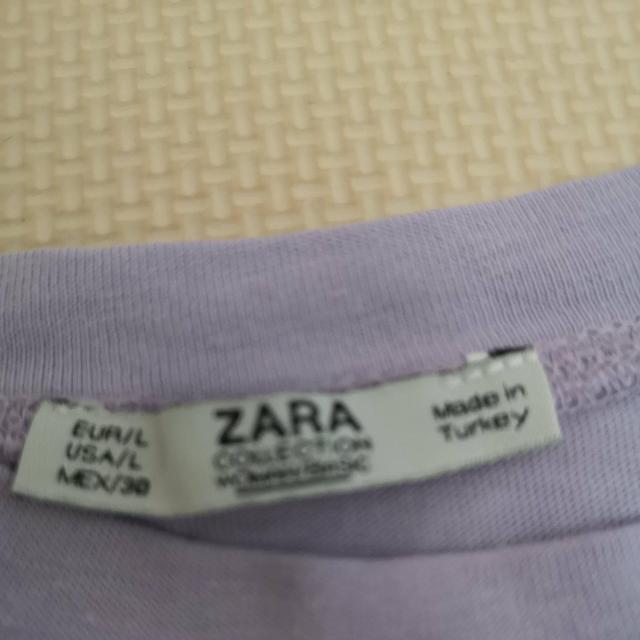 EUR/L
USA/L
MEX/30
ZARA
COLLECTION
Made in
Turkey